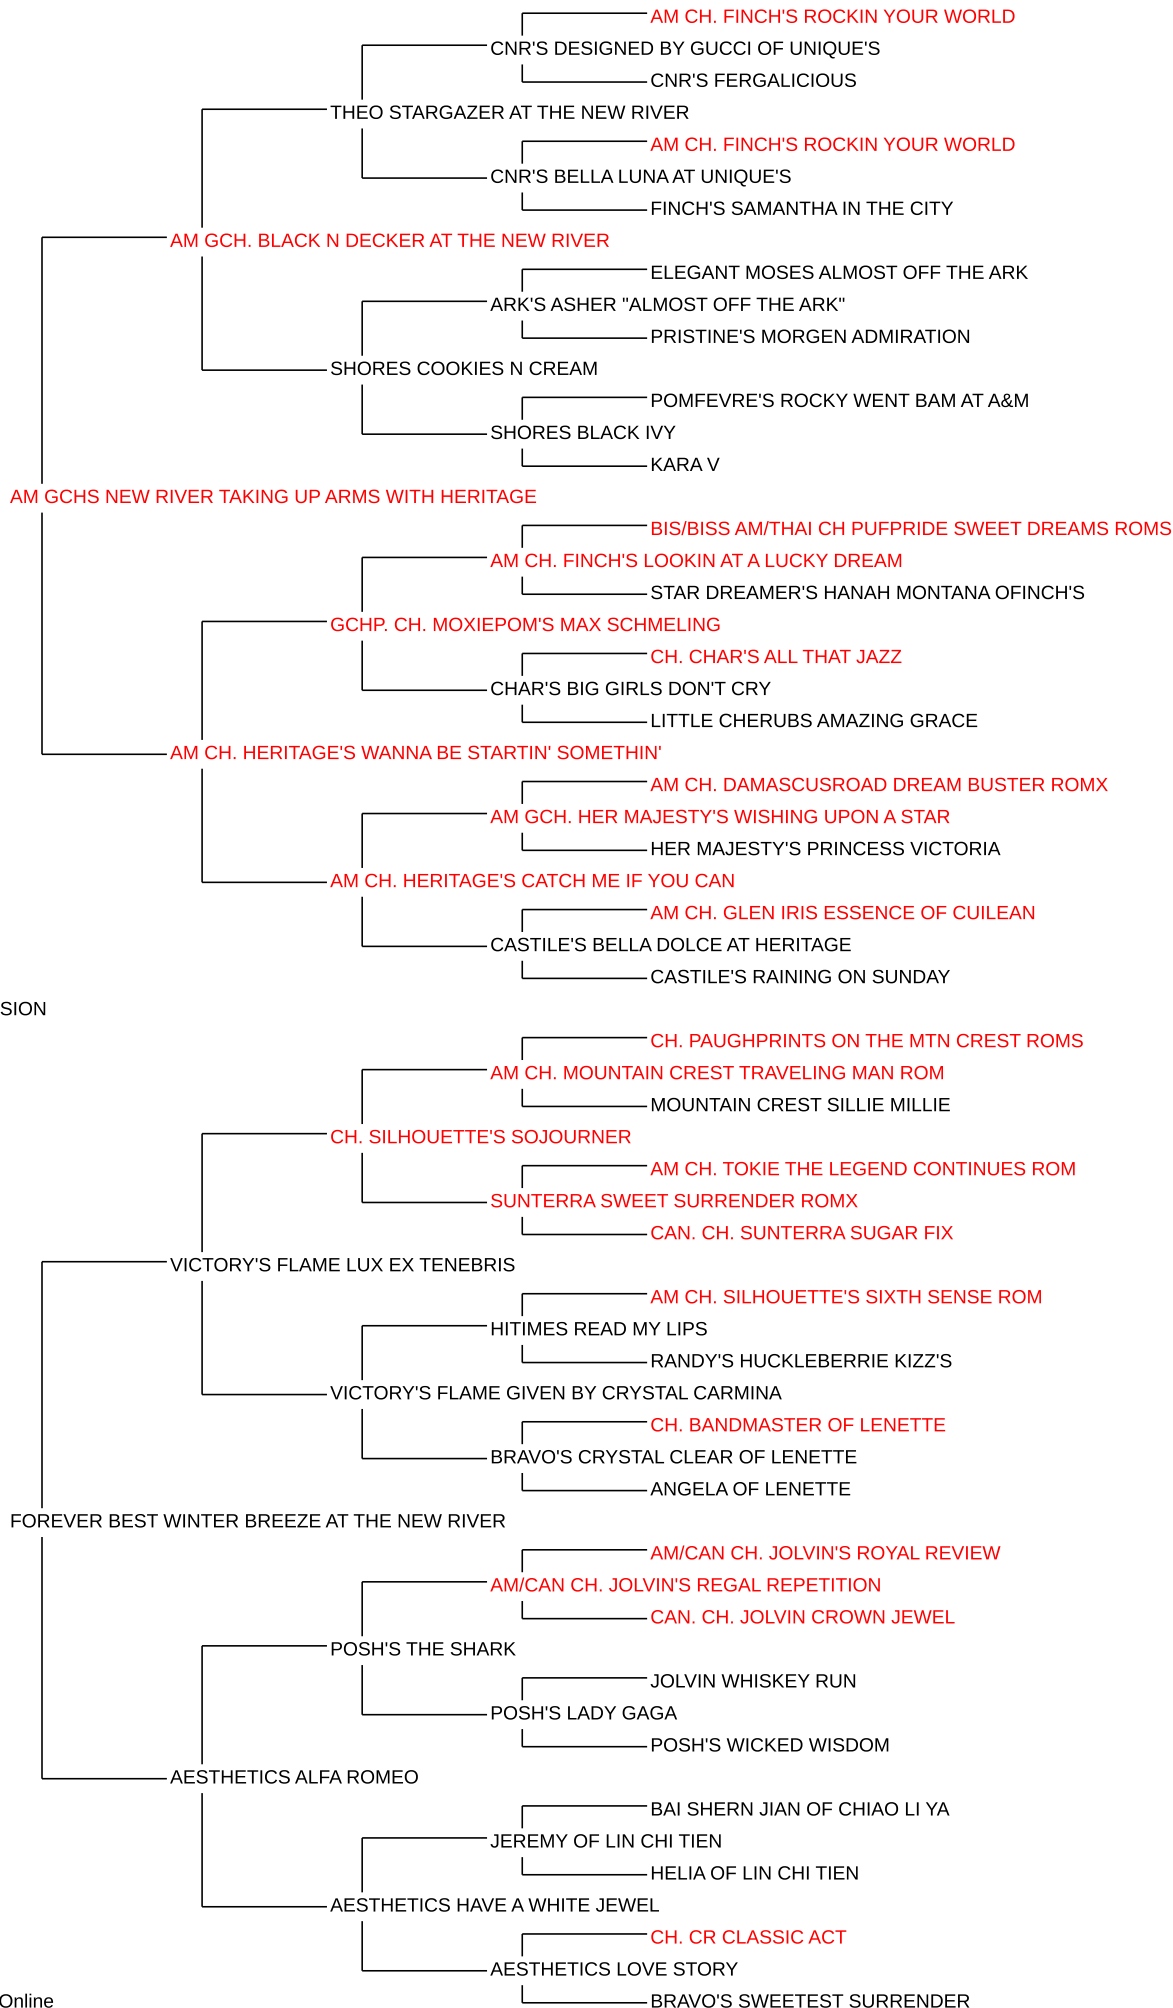 AM CH. FINCH'S ROCKIN YOUR WORLD
CNR'S DESIGNED BY GUCCI OF UNIQUE'S
CNR'S FERGALICIOUS
THEO STARGAZER AT THE NEW RIVER
AM CH. FINCH'S ROCKIN YOUR WORLD
CNR'S BELLA LUNA AT UNIQUE'S
FINCH'S SAMANTHA IN THE CITY
AM GCH. BLACK N DECKER AT THE NEW RIVER
ELEGANT MOSES ALMOST OFF THE ARK
ARK'S ASHER "ALMOST OFF THE ARK"
PRISTINE'S MORGEN ADMIRATION
SHORES COOKIES N CREAM
POMFEVRE'S ROCKY WENT BAM AT A&M
SHORES BLACK IVY
KARA V
AM GCHS NEW RIVER TAKING UP ARMS WITH HERITAGE
BIS/BISS AM/THAI CH PUFPRIDE SWEET DREAMS ROMS
AM CH. FINCH'S LOOKIN AT A LUCKY DREAM
STAR DREAMER'S HANAH MONTANA OFINCH'S
GCHP. CH. MOXIEPOM'S MAX SCHMELING
CH. CHAR'S ALL THAT JAZZ
CHAR'S BIG GIRLS DON'T CRY
LITTLE CHERUBS AMAZING GRACE
AM CH. HERITAGE'S WANNA BE STARTIN' SOMETHIN'
AM CH. DAMASCUSROAD DREAM BUSTER ROMX
AM GCH. HER MAJESTY'S WISHING UPON A STAR
HER MAJESTY'S PRINCESS VICTORIA
AM CH. HERITAGE'S CATCH ME IF YOU CAN
AM CH. GLEN IRIS ESSENCE OF CUILEAN
CASTILE'S BELLA DOLCE AT HERITAGE
CASTILE'S RAINING ON SUNDAY
SION
CH. PAUGHPRINTS ON THE MTN CREST ROMS
AM CH. MOUNTAIN CREST TRAVELING MAN ROM
MOUNTAIN CREST SILLIE MILLIE
CH. SILHOUETTE'S SOJOURNER
AM CH. TOKIE THE LEGEND CONTINUES ROM
SUNTERRA SWEET SURRENDER ROMX
CAN. CH. SUNTERRA SUGAR FIX
VICTORY'S FLAME LUX EX TENEBRIS
AM CH. SILHOUETTE'S SIXTH SENSE ROM
HITIMES READ MY LIPS
RANDY'S HUCKLEBERRIE KIZZ'S
VICTORY'S FLAME GIVEN BY CRYSTAL CARMINA
CH. BANDMASTER OF LENETTE
BRAVO'S CRYSTAL CLEAR OF LENETTE
ANGELA OF LENETTE
FOREVER BEST WINTER BREEZE AT THE NEW RIVER
AM/CAN CH. JOLVIN'S ROYAL REVIEW
AM/CAN CH. JOLVIN'S REGAL REPETITION
CAN. CH. JOLVIN CROWN JEWEL
POSH'S THE SHARK
JOLVIN WHISKEY RUN
POSH'S LADY GAGA
POSH'S WICKED WISDOM
AESTHETICS ALFA ROMEO
BAI SHERN JIAN OF CHIAO LI YA
JEREMY OF LIN CHI TIEN
HELIA OF LIN CHI TIEN
AESTHETICS HAVE A WHITE JEWEL
CH. CR CLASSIC ACT
AESTHETICS LOVE STORY
Online
BRAVO'S SWEETEST SURRENDER